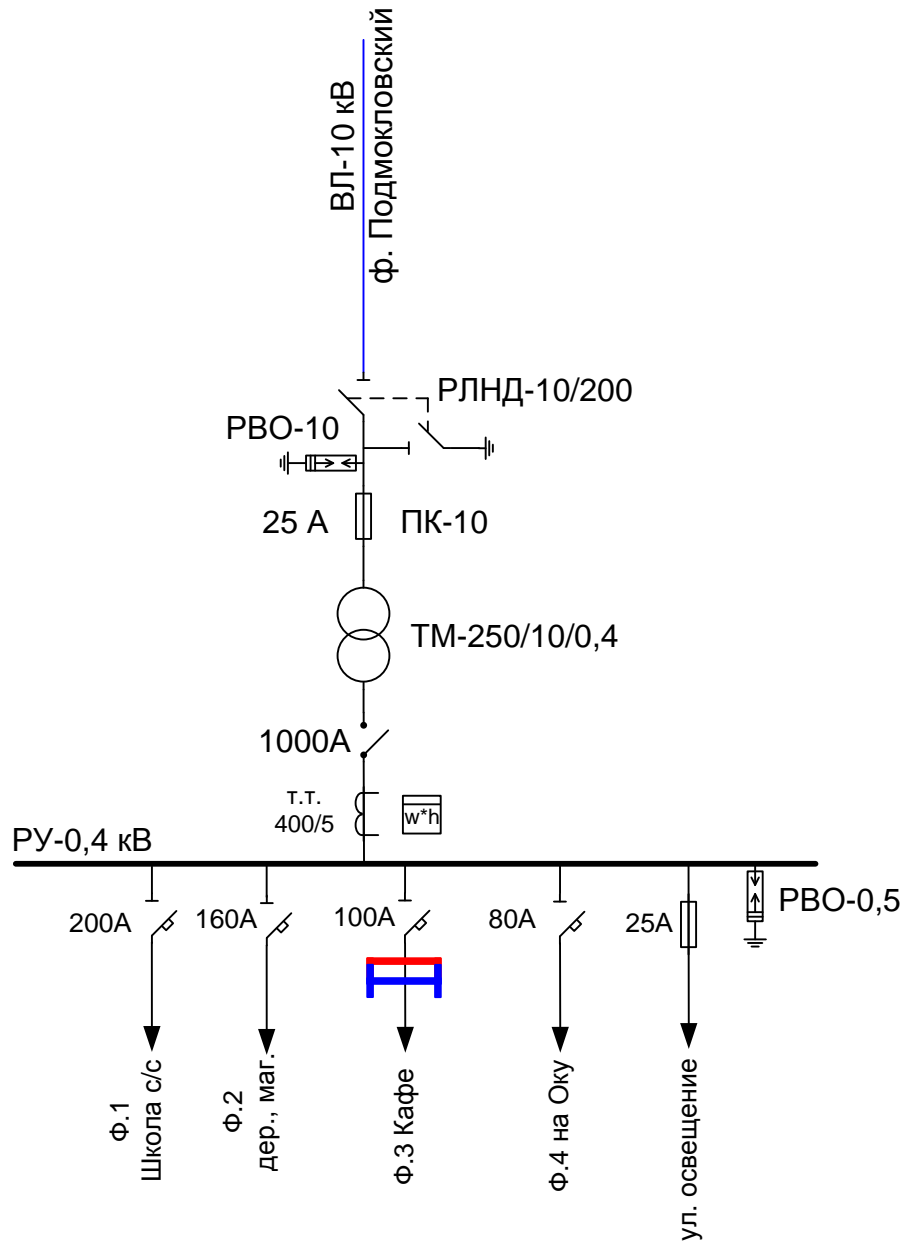 ВЛ-10 кВ
ф. Подмокловский
РЛНД-10/200
РВО-10
25 А
ПК-10
ТМ-250/10/0,4
1000А
т.т.
400/5
w*h
РУ-0,4 кВ
200А
160А
100А
80А
25А
РВО-0,5
Ф.1
Школа с/с
Ф.2
дер., маг.
Ф.3 Кафе
Ф.4 на Оку
ул. освещение